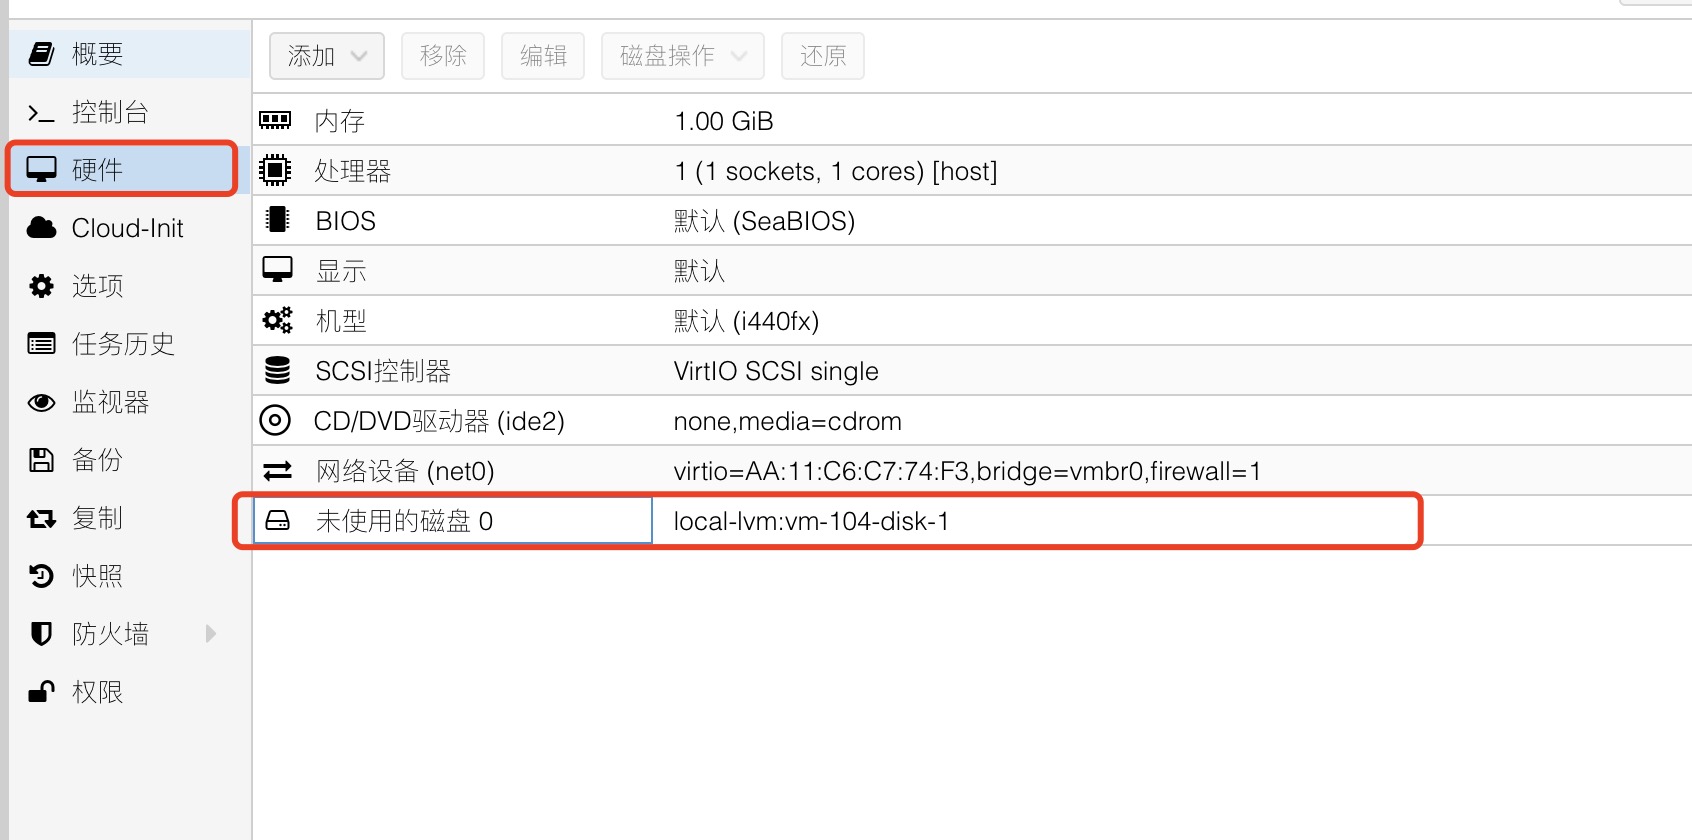 添加 移除 编辑 磁盘操作 还原
概要
控制台
硬件
Cloud-Init
选项
任务历史
监视器
备份
复制
快照
防火墙
权限
内存 1.00 GiB
处理器 1 (1 sockets, 1 cores) [host]
BIOS 默认 (SeaBIOS)
显示 默认
机型 默认 (i440fx)
SCSI控制器 VirtIO SCSI single
CD/DVD驱动器 (ide2) none,media=cdrom
网络设备 (net0) virtio=AA:11:C6:C7:74:F3,bridge=vmbr0,firewall=1
未使用的磁盘 0 local-lvm:vm-104-disk-1